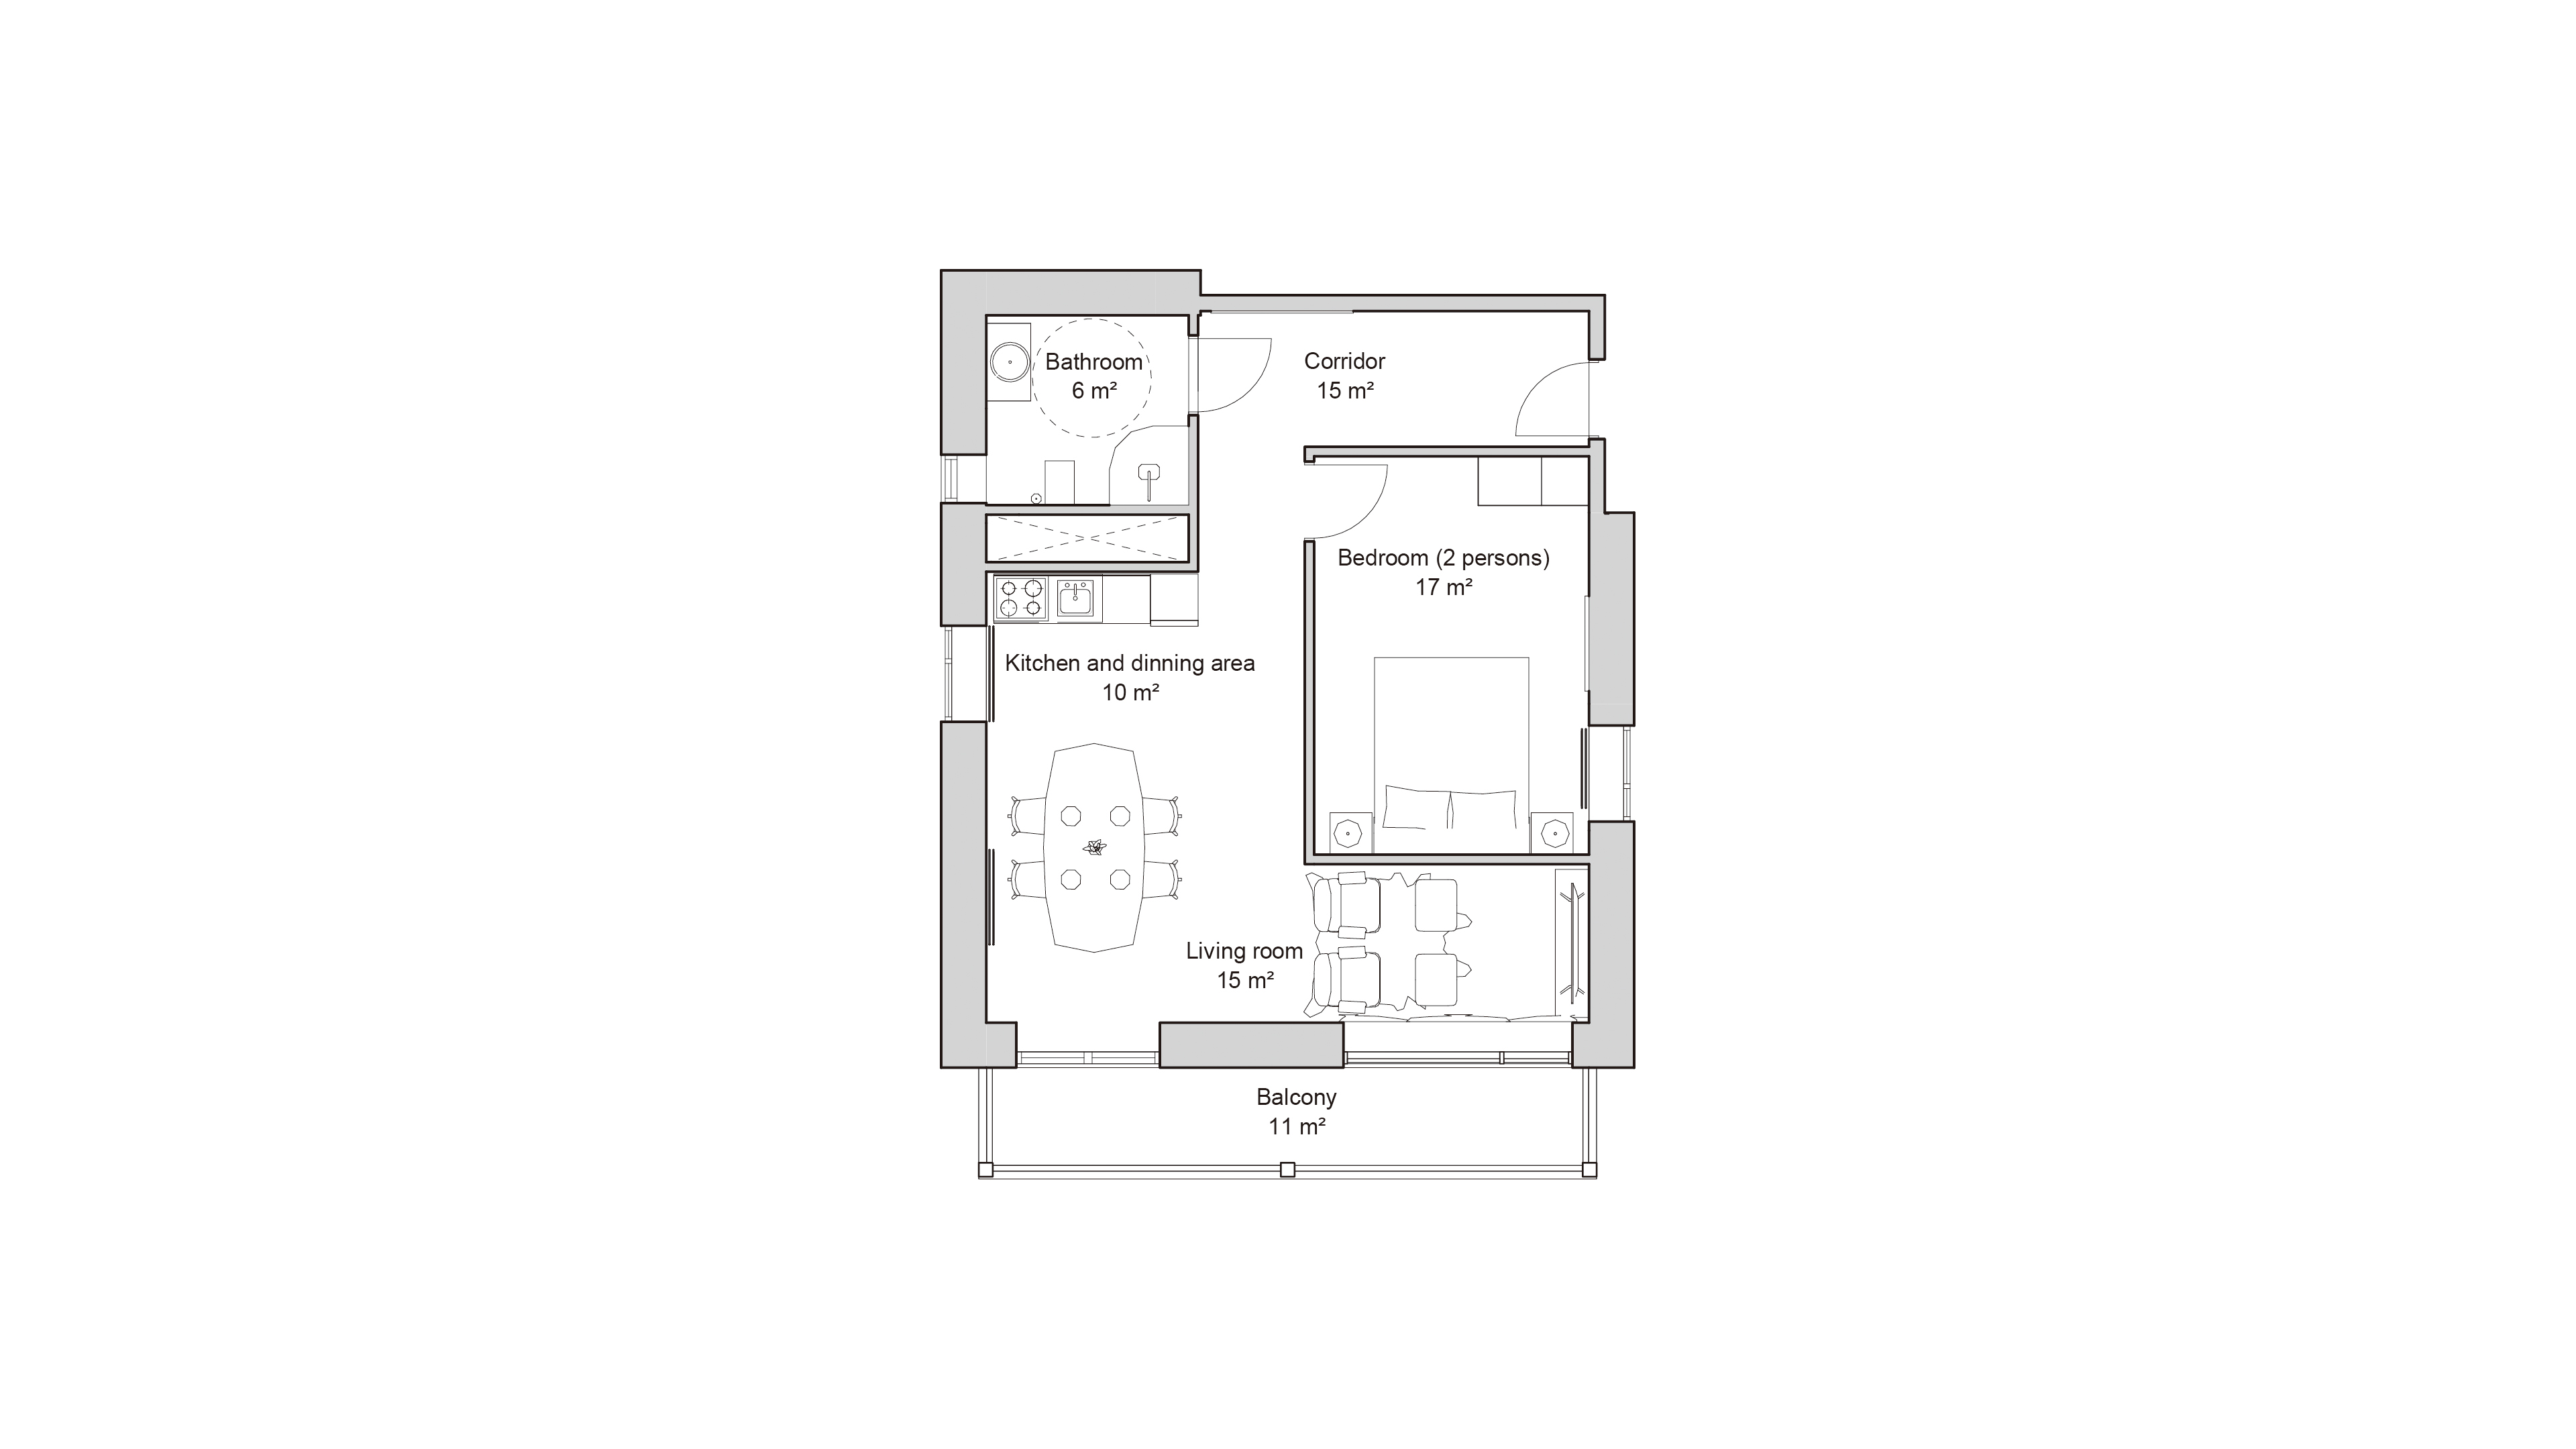 Bathroom
6 m²
Corridor
15 m²
Bedroom (2 persons)
17 m²
Kitchen and dinning area
10 m²
Living room
15 m²
Balcony
11 m²